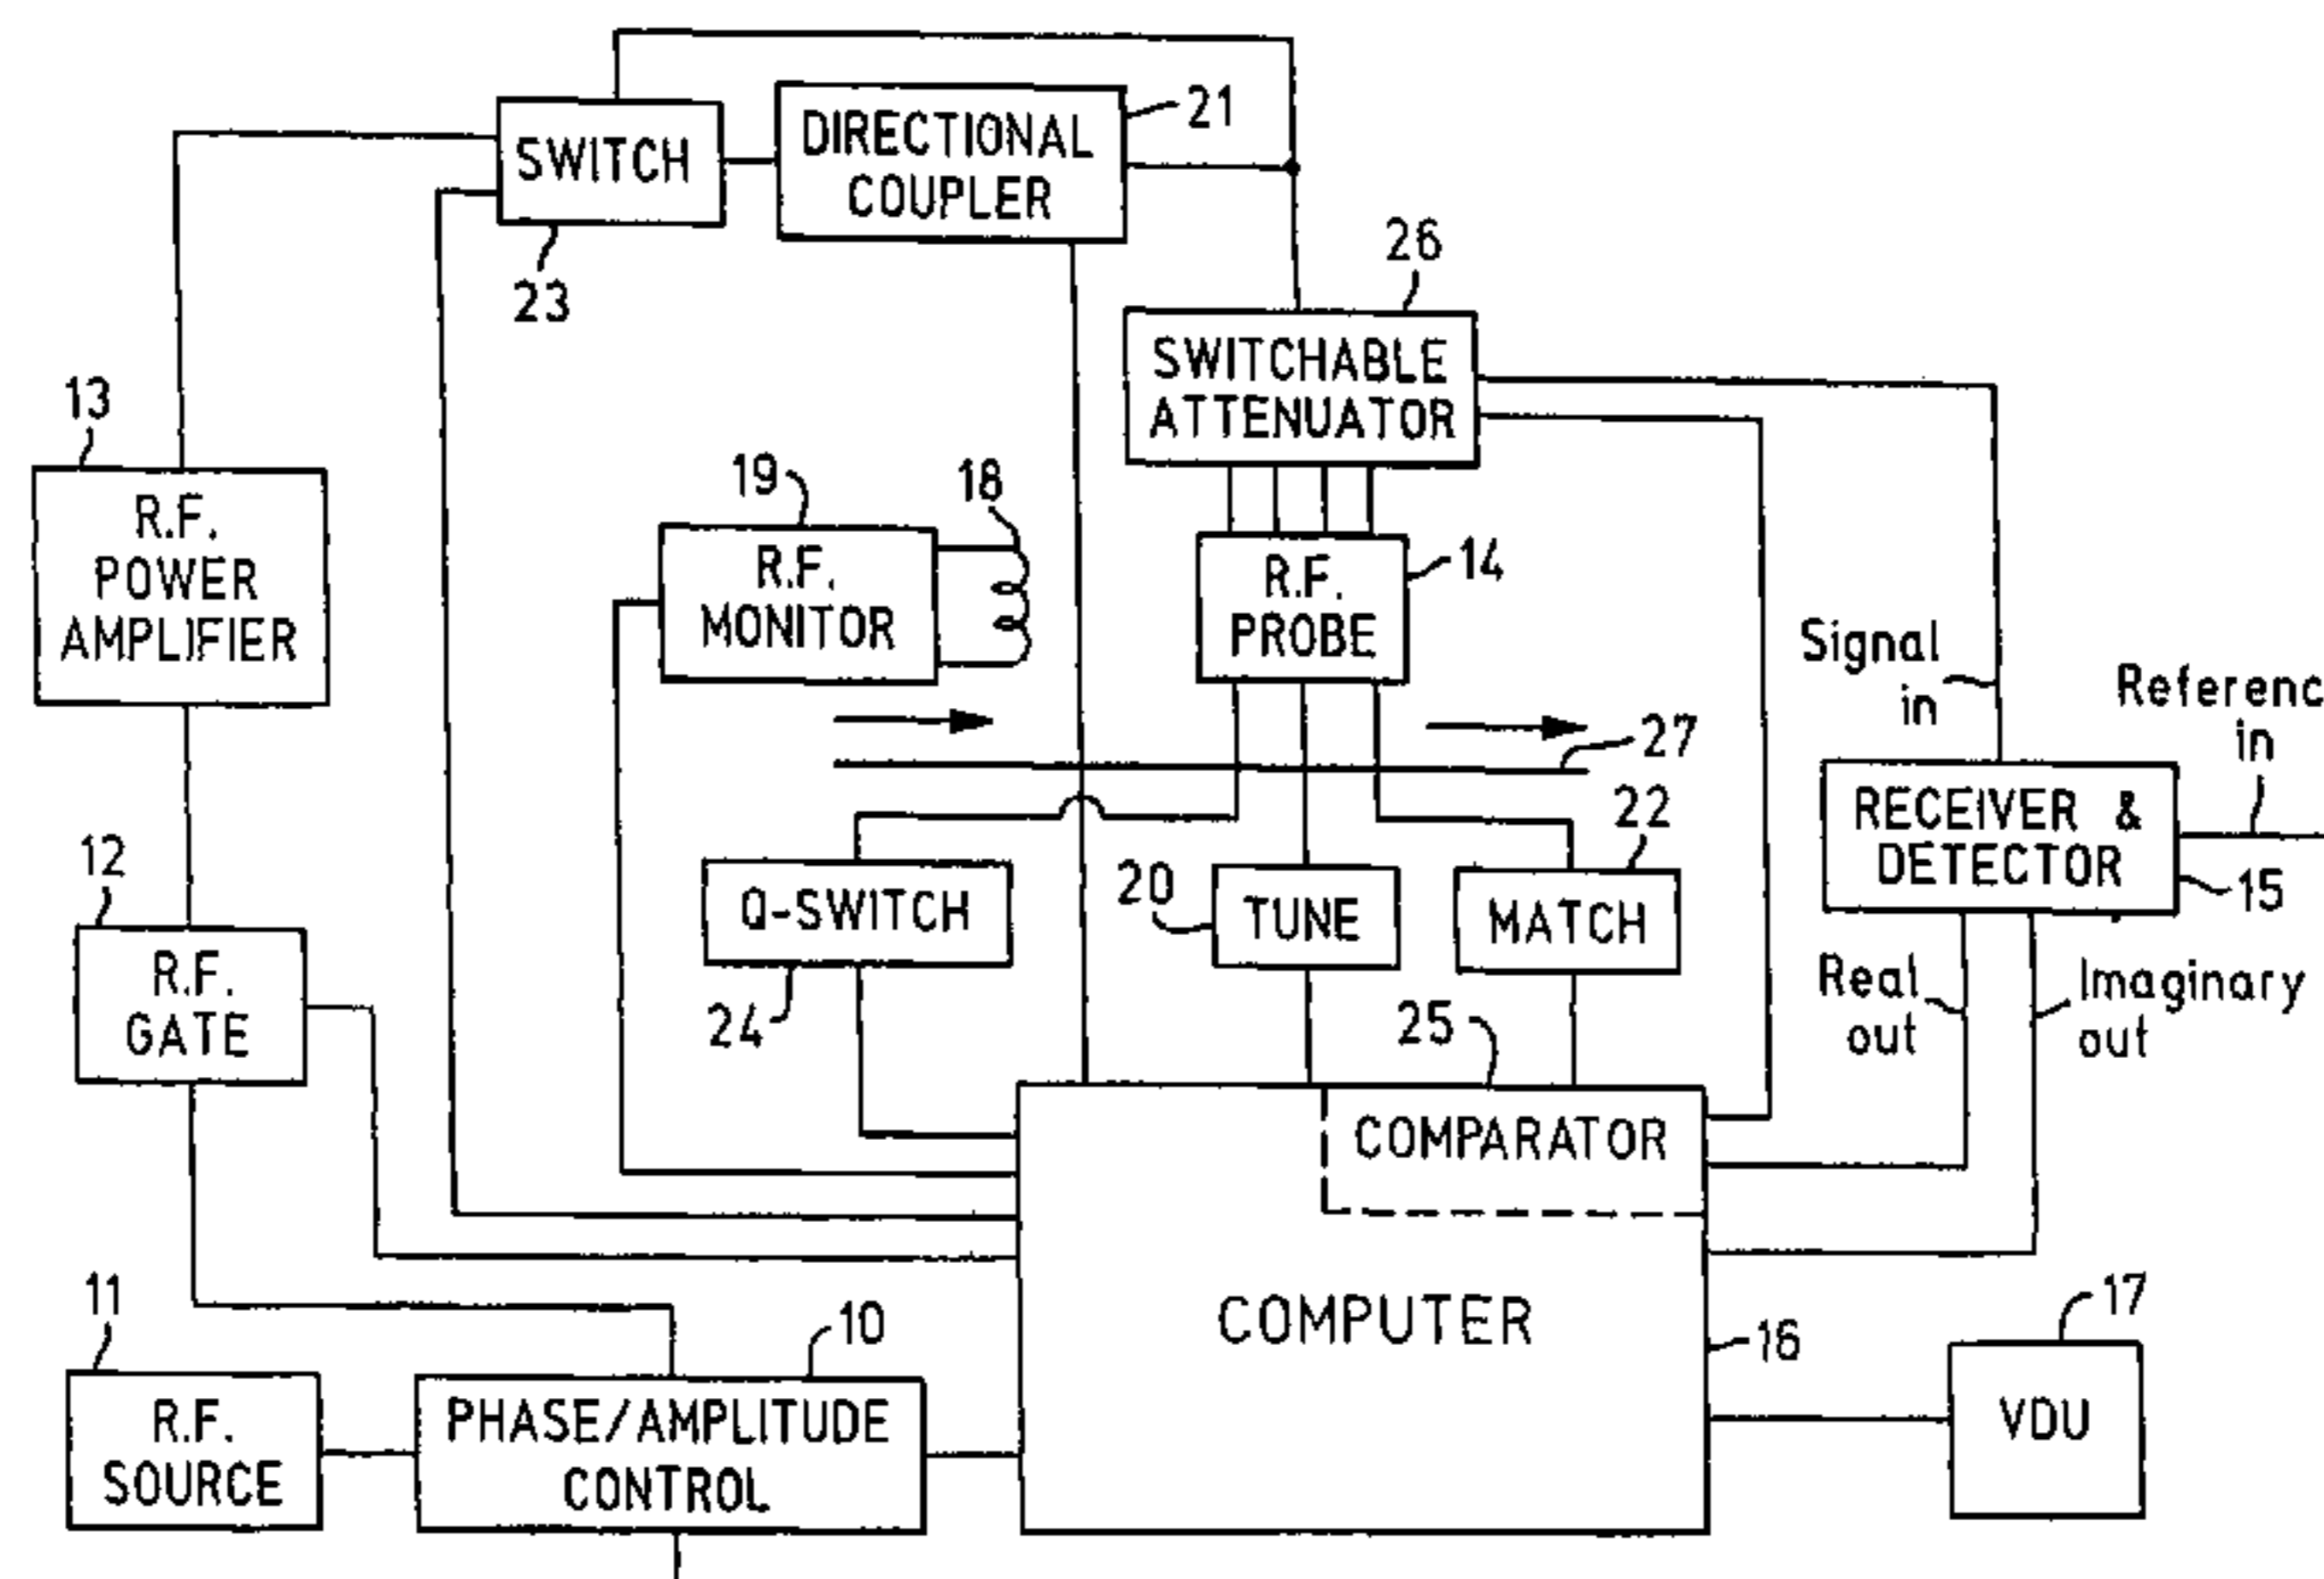 21
DIRECTIONAL
COUPLER
SWITCH
23
26
SWITCHABLE
ATTENUATOR
13
R.F.
POWER
AMPLIFIER
19
18
R.F.
MONITOR
R.F.
PROBE
14
Signal
in
Referenc
in
27
22
12
R.F.
GATE
Q-SWITCH
24
20
TUNE
MATCH
RECEIVER &
DETECTOR
15
Real
out
Imaginary
out
25
COMPARATOR
COMPUTER
16
11
R.F.
SOURCE
10
PHASE/AMPLITUDE
CONTROL
17
VDU